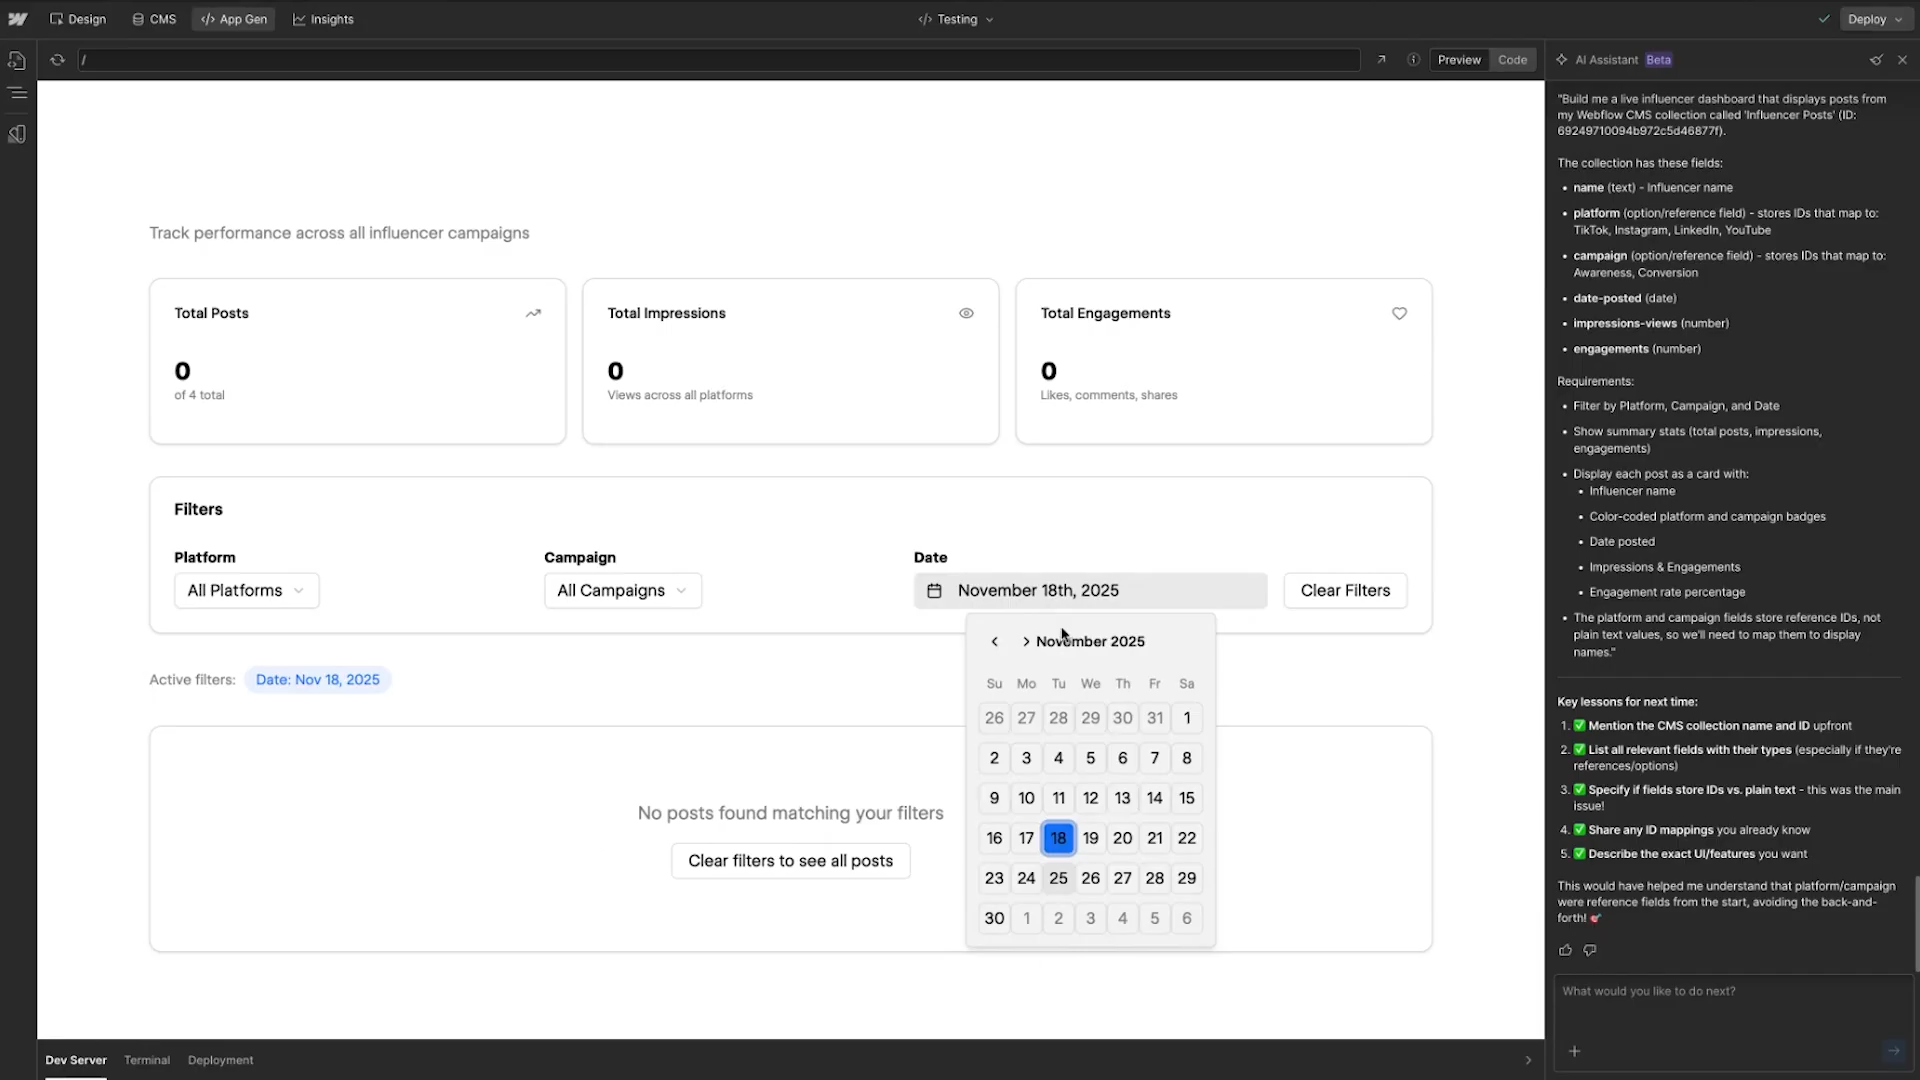 Design
CMS
</> App Gen
Insights
</> Testing
Deploy
/
Preview
Code
AI Assistant Beta
Track performance across all influencer campaigns
Total Posts
0
of 4 total
Total Impressions
0
Views across all platforms
Total Engagements
0
Likes, comments, shares
Filters
Platform
All Platforms
Campaign
All Campaigns
Date
November 18th, 2025
Clear Filters
Active filters: Date: Nov 18, 2025
November 2025
Su Mo Tu We Th Fr Sa
26 27 28 29 30 31 1
2 3 4 5 6 7 8
9 10 11 12 13 14 15
16 17 18 19 20 21 22
23 24 25 26 27 28 29
30 1 2 3 4 5 6
No posts found matching your filters
Clear filters to see all posts
"Build me a live influencer dashboard that displays posts from
my Webflow CMS collection called 'Influencer Posts' (ID:
69249710094b972c5d46877f).
The collection has these fields:
• name (text) - Influencer name
• platform (option/reference field) - stores IDs that map to:
TikTok, Instagram, LinkedIn, YouTube
• campaign (option/reference field) - stores IDs that map to:
Awareness, Conversion
• date-posted (date)
• impressions-views (number)
• engagements (number)
Requirements:
• Filter by Platform, Campaign, and Date
• Show summary stats (total posts, impressions,
engagements)
• Display each post as a card with:
• Influencer name
• Color-coded platform and campaign badges
• Date posted
• Impressions & Engagements
• Engagement rate percentage
• The platform and campaign fields store reference IDs, not
plain text values, so we'll need to map them to display
names."
Key lessons for next time:
1. ✅ Mention the CMS collection name and ID upfront
2. ✅ List all relevant fields with their types (especially if they're
references/options)
3. ✅ Specify if fields store IDs vs. plain text - this was the main
issue!
4. ✅ Share any ID mappings you already know
5. ✅ Describe the exact UI/features you want
This would have helped me understand that platform/campaign
were reference fields from the start, avoiding the back-and-
forth! 🎯
What would you like to do next?
Dev Server
Terminal
Deployment